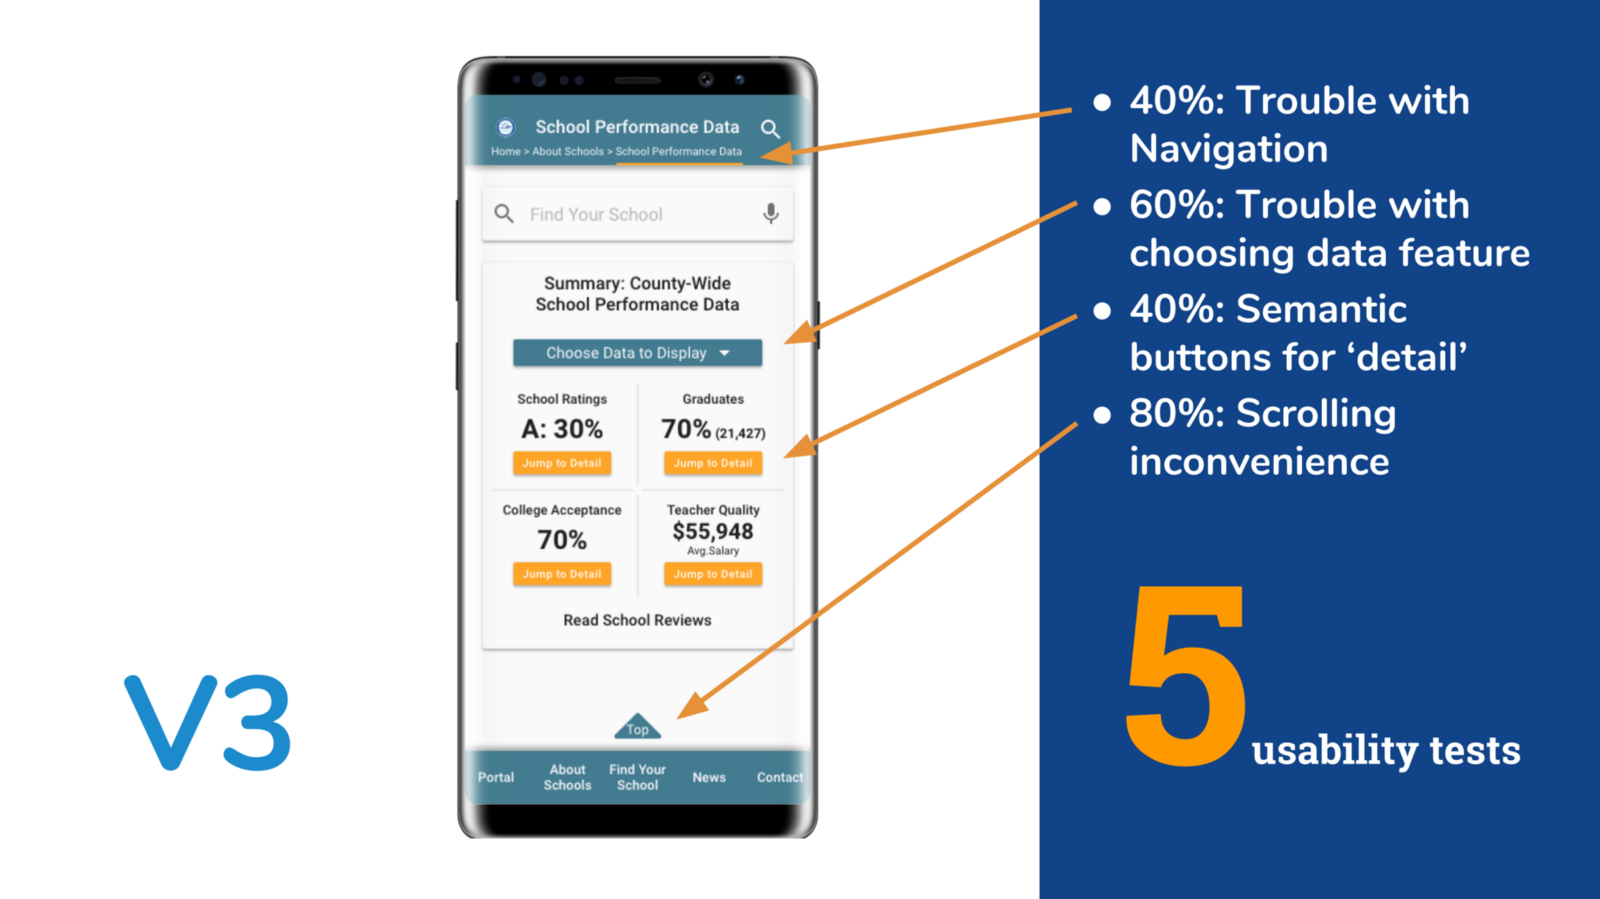 School Performance Data
Home > About Schools > School Performance Data
Find Your School
Summary: County-Wide
School Performance Data
Choose Data to Display
School Ratings
A: 30%
Jump to Detail
Graduates
70% (21,427)
Jump to Detail
College Acceptance
70%
Jump to Detail
Teacher Quality
$55,948
Avg.Salary
Jump to Detail
Read School Reviews
Top
Portal
About
Schools
Find Your
School
News
Contact
V3
• 40%: Trouble with
Navigation
• 60%: Trouble with
choosing data feature
• 40%: Semantic
buttons for ‘detail’
• 80%: Scrolling
inconvenience
5 usability tests